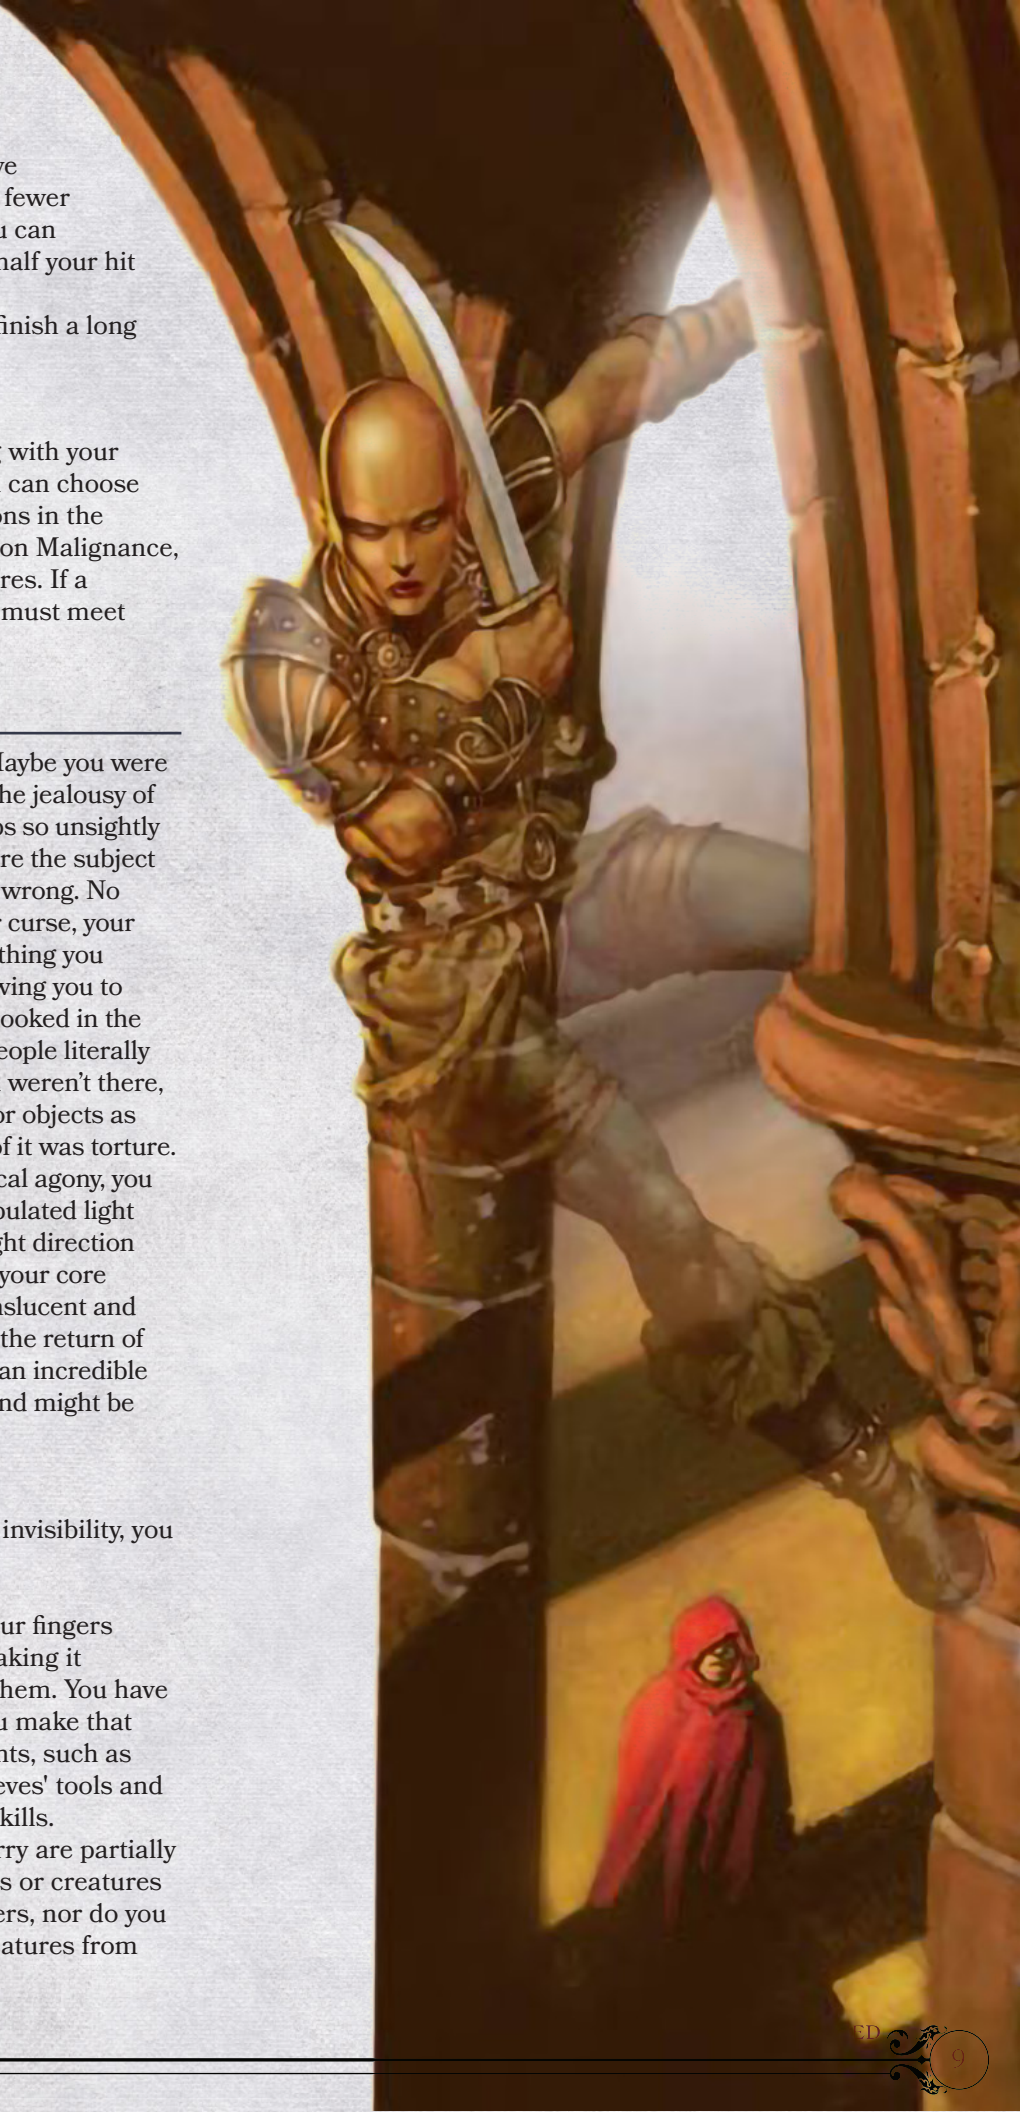 ve
fewer
u can
half your hit
finish a long
g with your
can choose
ons in the
on Malignance,
res. If a
must meet
Maybe you were
he jealousy of
ps so unsightly
re the subject
wrong. No
r curse, your
thing you
ving you to
ooked in the
eople literally
weren't there,
or objects as
of it was torture.
cal agony, you
pulated light
ght direction
your core
nslucent and
the return of
an incredible
nd might be
invisibility, you
ur fingers
aking it
hem. You have
u make that
nts, such as
eves' tools and
kills.
rry are partially
s or creatures
ers, nor do you
atures from
ED
9